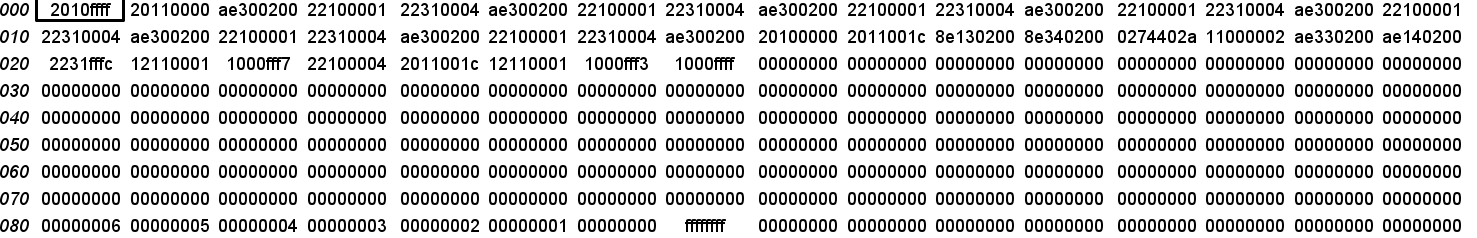 000 2010ffff 20110000 ae300200 22100001 22310004 ae300200 22100001 22310004 ae300200 22100001 22310004 ae300200 22100001 22310004 ae300200 22100001
010 22310004 ae300200 22100001 22310004 ae300200 22100001 22310004 ae300200 20100000 2011001c 8e130200 8e340200 0274402a 11000002 ae330200 ae140200
020 2231fffc 12110001 1000fff7 22100004 2011001c 12110001 1000fff3 1000ffff 00000000 00000000 00000000 00000000 00000000 00000000 00000000 00000000
030 00000000 00000000 00000000 00000000 00000000 00000000 00000000 00000000 00000000 00000000 00000000 00000000 00000000 00000000 00000000 00000000
040 00000000 00000000 00000000 00000000 00000000 00000000 00000000 00000000 00000000 00000000 00000000 00000000 00000000 00000000 00000000 00000000
050 00000000 00000000 00000000 00000000 00000000 00000000 00000000 00000000 00000000 00000000 00000000 00000000 00000000 00000000 00000000 00000000
060 00000000 00000000 00000000 00000000 00000000 00000000 00000000 00000000 00000000 00000000 00000000 00000000 00000000 00000000 00000000 00000000
070 00000000 00000000 00000000 00000000 00000000 00000000 00000000 00000000 00000000 00000000 00000000 00000000 00000000 00000000 00000000 00000000
080 00000006 00000005 00000004 00000003 00000002 00000001 00000000 ffffffff 00000000 00000000 00000000 00000000 00000000 00000000 00000000 00000000